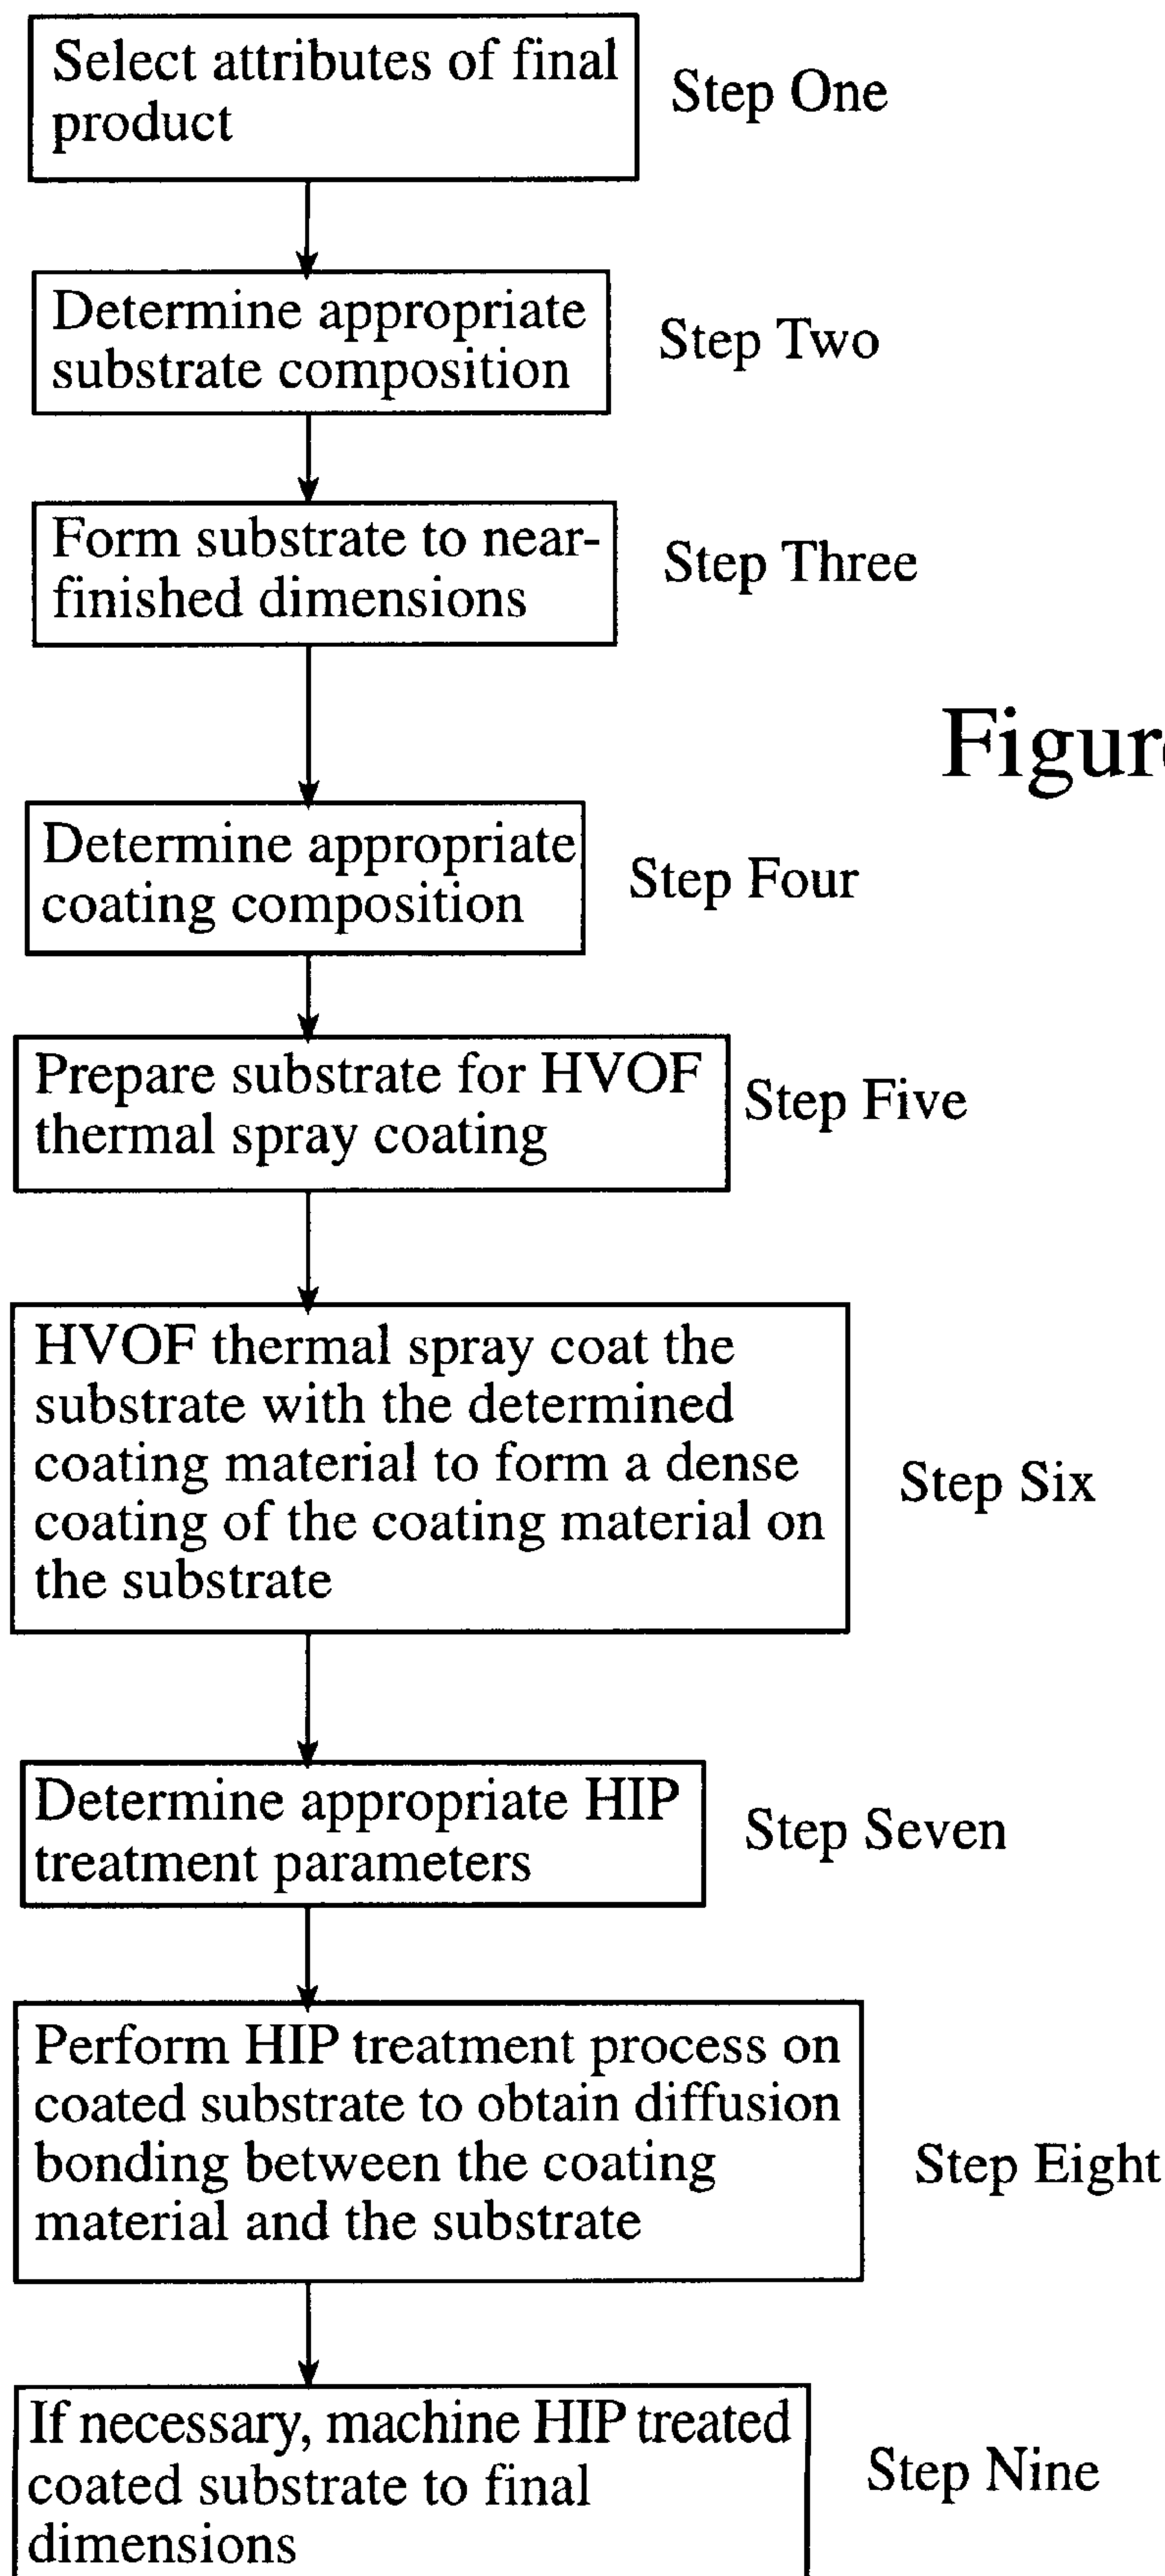 Select attributes of final
product
Step One
Determine appropriate
substrate composition
Step Two
Form substrate to near-
finished dimensions
Step Three
Figure
Determine appropriate
coating composition
Step Four
Prepare substrate for HVOF
thermal spray coating
Step Five
HVOF thermal spray coat the
substrate with the determined
coating material to form a dense
coating of the coating material on
the substrate
Step Six
Determine appropriate HIP
treatment parameters
Step Seven
Perform HIP treatment process on
coated substrate to obtain diffusion
bonding between the coating
material and the substrate
Step Eight
If necessary, machine HIP treated
coated substrate to final
dimensions
Step Nine